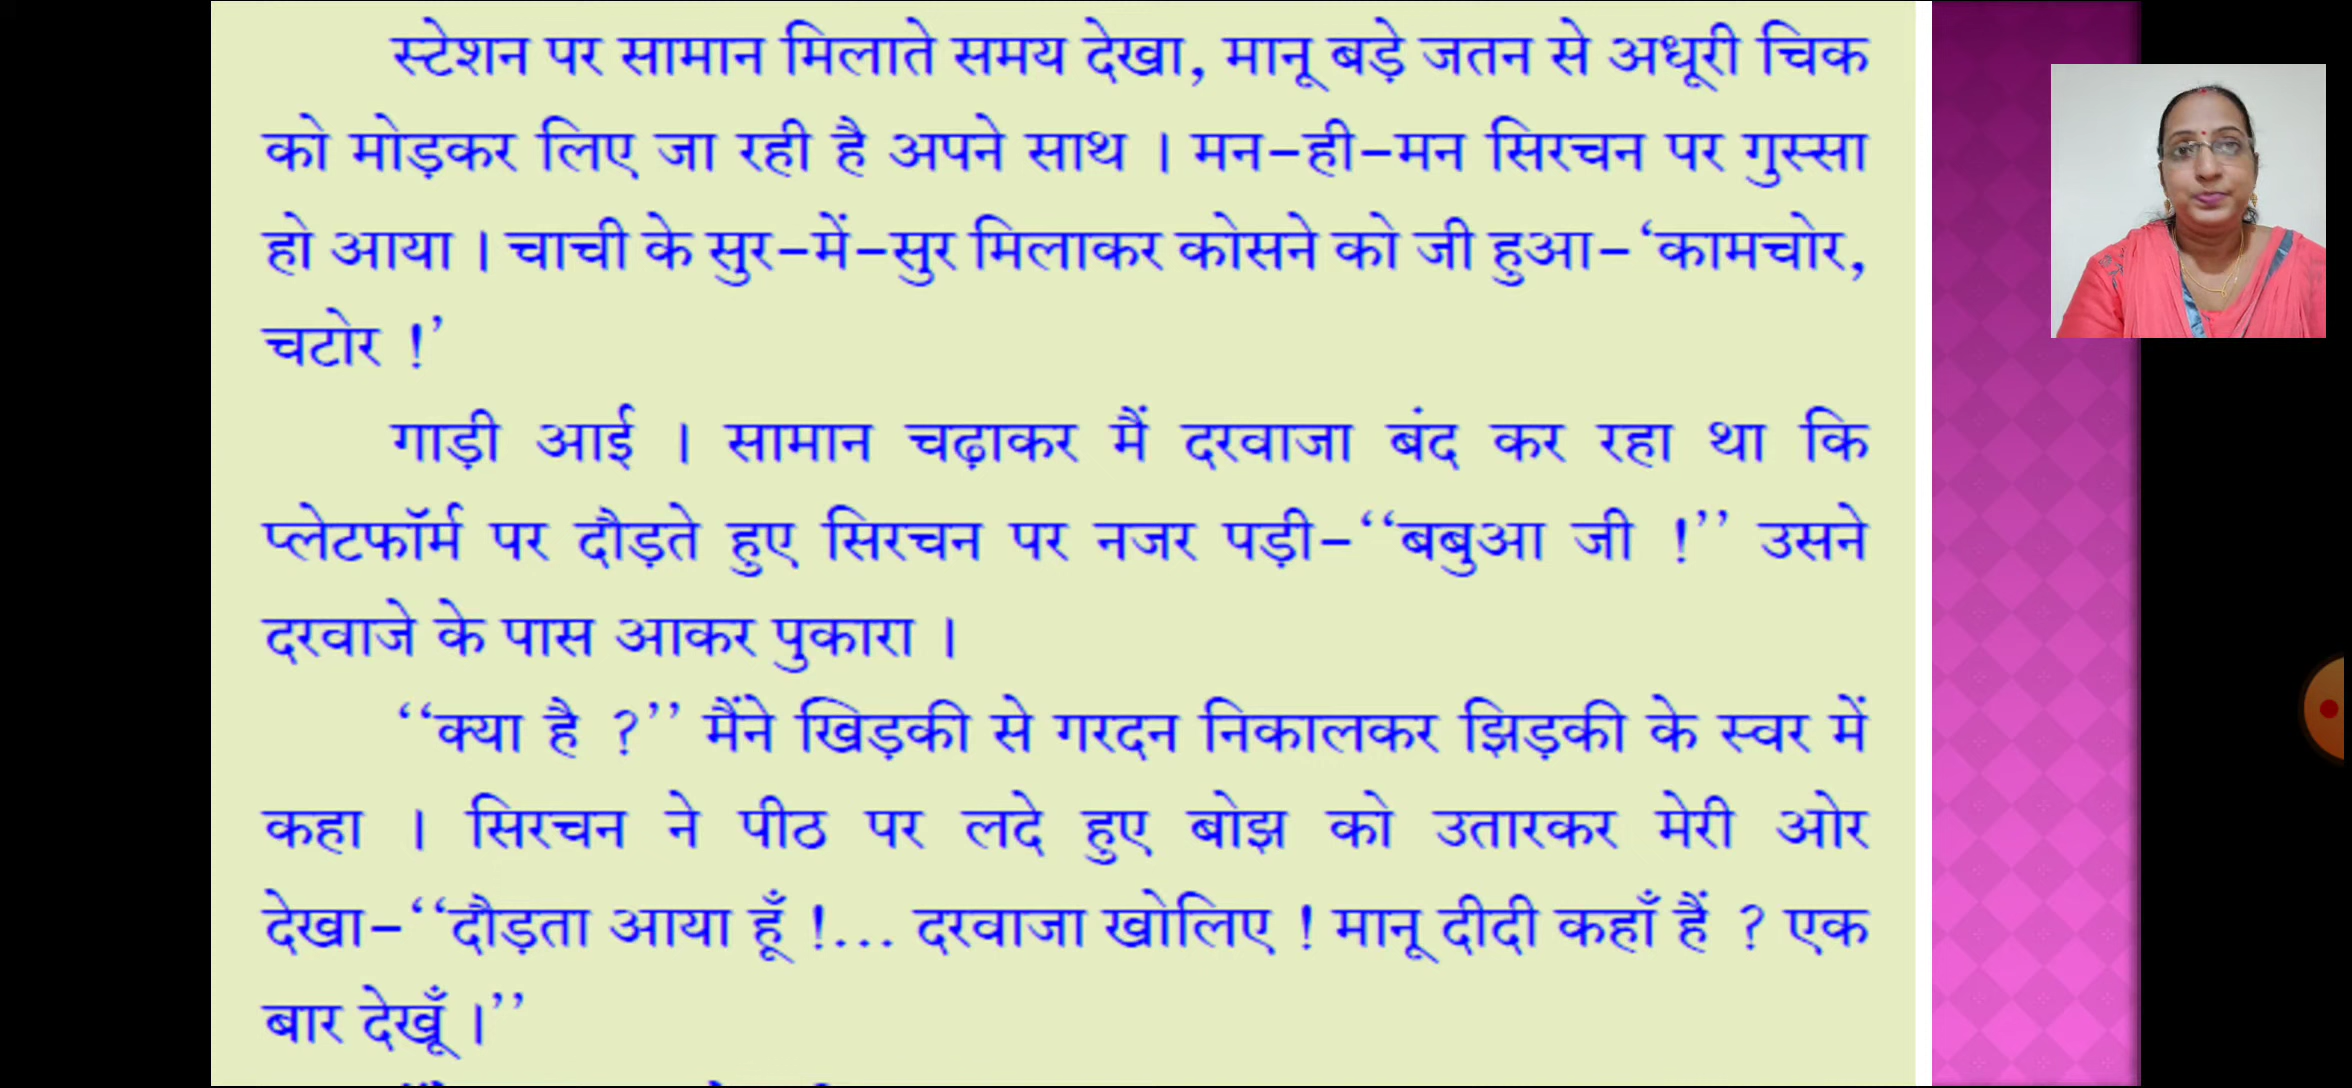 स्टेशन पर सामान मिलाते समय देखा, मानू बड़े जतन से अधूरी चिक
को मोड़कर लिए जा रही है अपने साथ । मन-ही-मन सिरचन पर गुस्सा
हो आया । चाची के सुर-में-सुर मिलाकर कोसने को जी हुआ-‘कामचोर,
चटोर !’
गाड़ी आई । सामान चढ़ाकर मैं दरवाजा बंद कर रहा था कि
प्लेटफॉर्म पर दौड़ते हुए सिरचन पर नजर पड़ी-‘‘बबुआ जी !’’ उसने
दरवाजे के पास आकर पुकारा ।
‘‘क्या है ?’’ मैंने खिड़की से गरदन निकालकर झिड़की के स्वर में
कहा । सिरचन ने पीठ पर लदे हुए बोझ को उतारकर मेरी ओर
देखा-‘‘दौड़ता आया हूँ !... दरवाजा खोलिए ! मानू दीदी कहाँ हैं ? एक
बार देखूँ ।’’